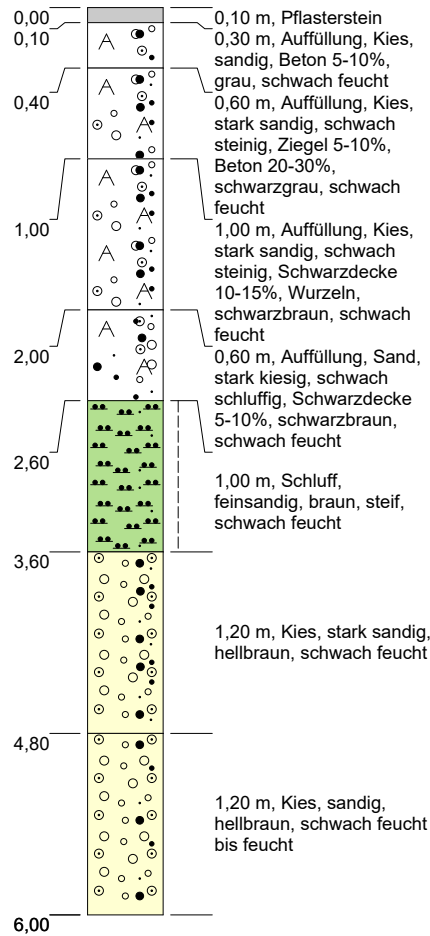 0,00
0,10 m, Pflasterstein
0,10
0,30 m, Auffüllung, Kies,
sandig, Beton 5-10%,
grau, schwach feucht
0,40
0,60 m, Auffüllung, Kies,
stark sandig, schwach
steinig, Ziegel 5-10%,
Beton 20-30%,
schwarzgrau, schwach
feucht
1,00
1,00 m, Auffüllung, Kies,
stark sandig, schwach
steinig, Schwarzdecke
10-15%, Wurzeln,
schwarzbraun, schwach
feucht
2,00
0,60 m, Auffüllung, Sand,
stark kiesig, schwach
schluffig, Schwarzdecke
5-10%, schwarzbraun,
schwach feucht
2,60
1,00 m, Schluff,
feinsandig, braun, steif,
schwach feucht
3,60
1,20 m, Kies, stark sandig,
hellbraun, schwach feucht
4,80
1,20 m, Kies, sandig,
hellbraun, schwach feucht
bis feucht
6,00